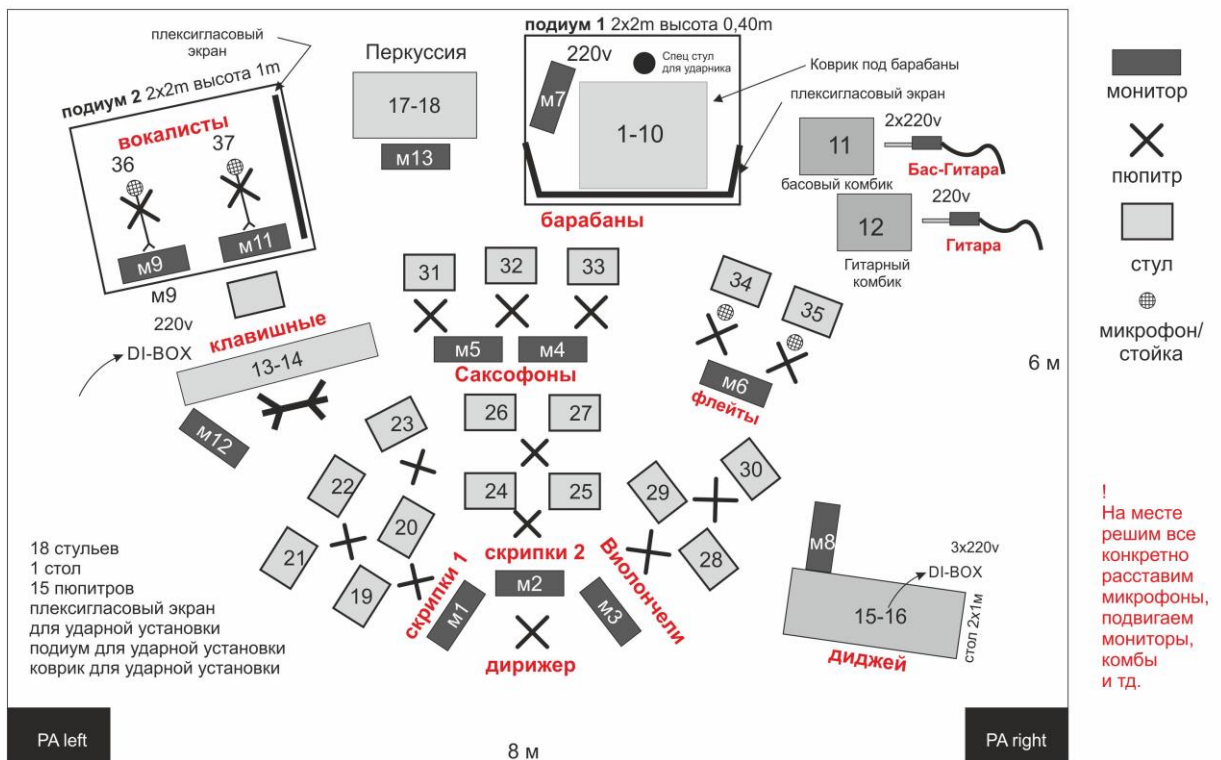 плексигласовый
экран
подиум 2 2x2m высота 1m
вокалисты
36
37
м9
м11
м9
220v
DI-BOX
клавишные
13-14
м12
Перкуссия
17-18
м13
подиум 1 2x2m высота 0,40m
220v
м7
Спец стул
для ударника
1-10
барабаны
Коврик под барабаны
плексигласовый экран
11
2x220v
Бас-Гитара
басовый комбик
12
220v
Гитара
Гитарный
комбик
31
32
33
м5
м4
Саксофоны
34
35
м6
флейты
26
27
24
25
скрипки 2
м2
23
22
20
21
19
скрипки 1
м1
29
30
28
Виолончели
м3
дирижер
м8
3x220v
DI-BOX
15-16
стол 2x1м
диджей
18 стульев
1 стол
15 пюпитров
плексигласовый экран
для ударной установки
подиум для ударной установки
коврик для ударной установки
PA left
8 м
PA right
6 м
монитор
пюпитр
стул
микрофон/
стойка
!
На месте
решим все
конкретно
расставим
микрофоны,
подвигаем
мониторы,
комбы
и тд.